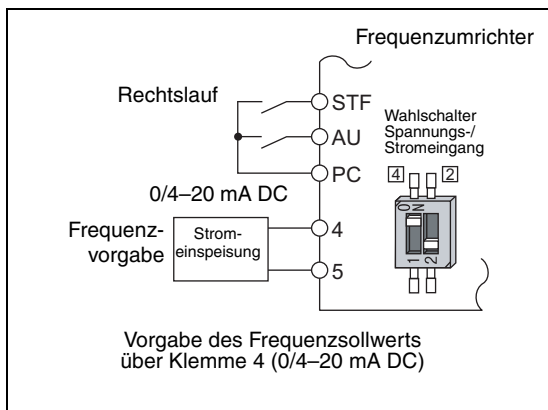 Frequenzumrichter
Rechtslauf
STF
AU
PC
Wahlschalter
Spannungs-/
Stromeingang
4 2
0/4–20 mA DC
Frequenz-
vorgabe
Strom-
einspeisung
4
5
ON
1 2
Vorgabe des Frequenzsollwerts
über Klemme 4 (0/4–20 mA DC)